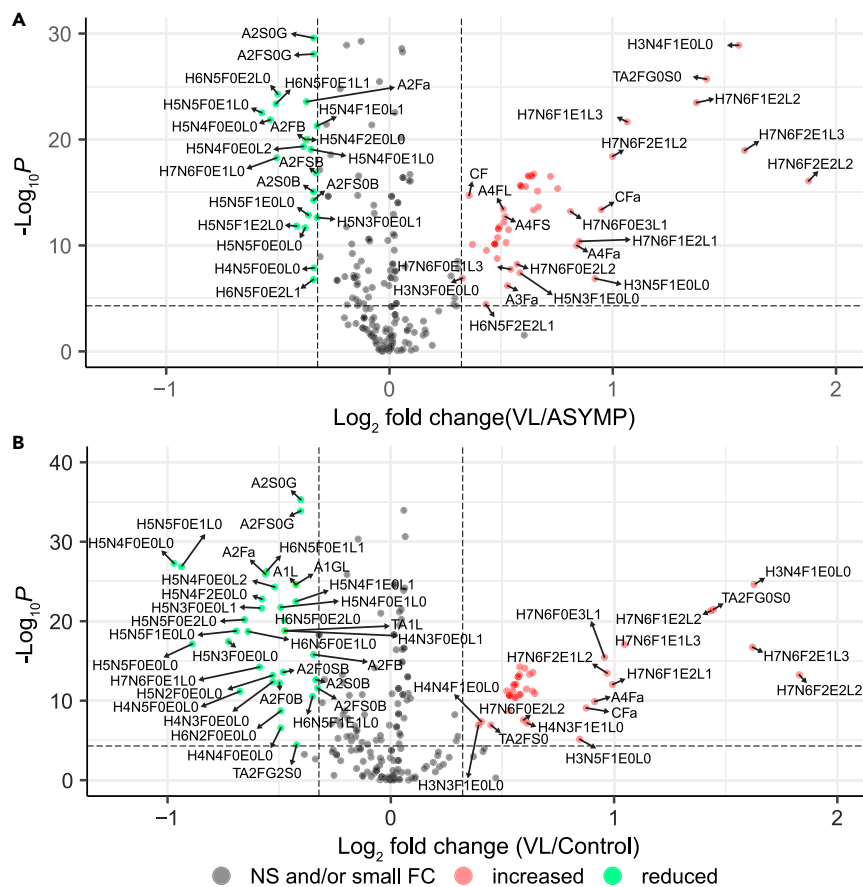 A
-30
-20
-10
0
-Log10P
A2S0G
A2FS0G
H6N5F0E2L0
H6N5F0E1L1
A2Fa
H5N5F0E1L0
H5N4F1E0L1
A2FB
H5N4F0E0L0
H5N4F2E0L0
H5N4F0E0L2
A2FSB
H5N4F0E1L0
H7N6F0E1L0
A2S0B
A2FS0B
H5N5F1E0L0
H5N3F0E0L1
H5N5F1E2L0
H5N5F0E0L0
H4N5F0E0L0
H6N5F0E2L1
H3N4F1E0L0
TA2FG0S0
H7N6F1E2L2
H7N6F1E1L3
H7N6F2E1L3
H7N6F2E1L2
H7N6F2E2L2
CF
A4FL
CFa
A4FS
H7N6F0E3L1
H7N6F1E2L1
A4Fa
H7N6F0E1L3
H7N6F0E2L2
H3N3F0E0L0
H3N5F1E0L0
H5N3F1E0L0
A3Fa
H6N5F2E2L1
−1
0
1
2
Log2 fold change(VL/ASYMP)
B
40
30
20
10
0
-Log10P
A2S0G
A2FS0G
H5N5F0E1L0
H5N4F0E0L0
H6N5F0E1L1
A2Fa
A1L
A1GL
H5N4F0E0L2
H5N4F1E0L1
H5N4F2E0L0
H5N4F0E1L0
H5N3F0E0L1
H5N5F0E2L0
H6N5F0E2L0
TA1L
H5N5F1E0L0
H4N3F0E0L1
H6N5F0E1L0
H5N5F0E0L0
H5N3F0E0L0
A2FB
H7N6F0E1L0
A2F0SB
A2S0B
H5N2F0E0L0
A2F0B
A2FS0B
H4N5F0E0L0
H4N3F0E0L0
H6N5F1E1L0
H6N2F0E0L0
H4N4F0E0L0
TA2FG2S0
H3N4F1E0L0
TA2FG0S0
H7N6F0E3L1
H7N6F1E2L2
H7N6F1E1L3
H7N6F2E1L3
H7N6F2E1L2
H7N6F1E2L1
H7N6F2E2L2
H4N4F1E0L0
A4Fa
H7N6F0E2L2
CFa
H4N3F1E1L0
TA2FS0
H3N5F1E0L0
H3N3F1E0L0
−1
0
1
2
Log2 fold change (VL/Control)
NS and/or small FC
increased
reduced